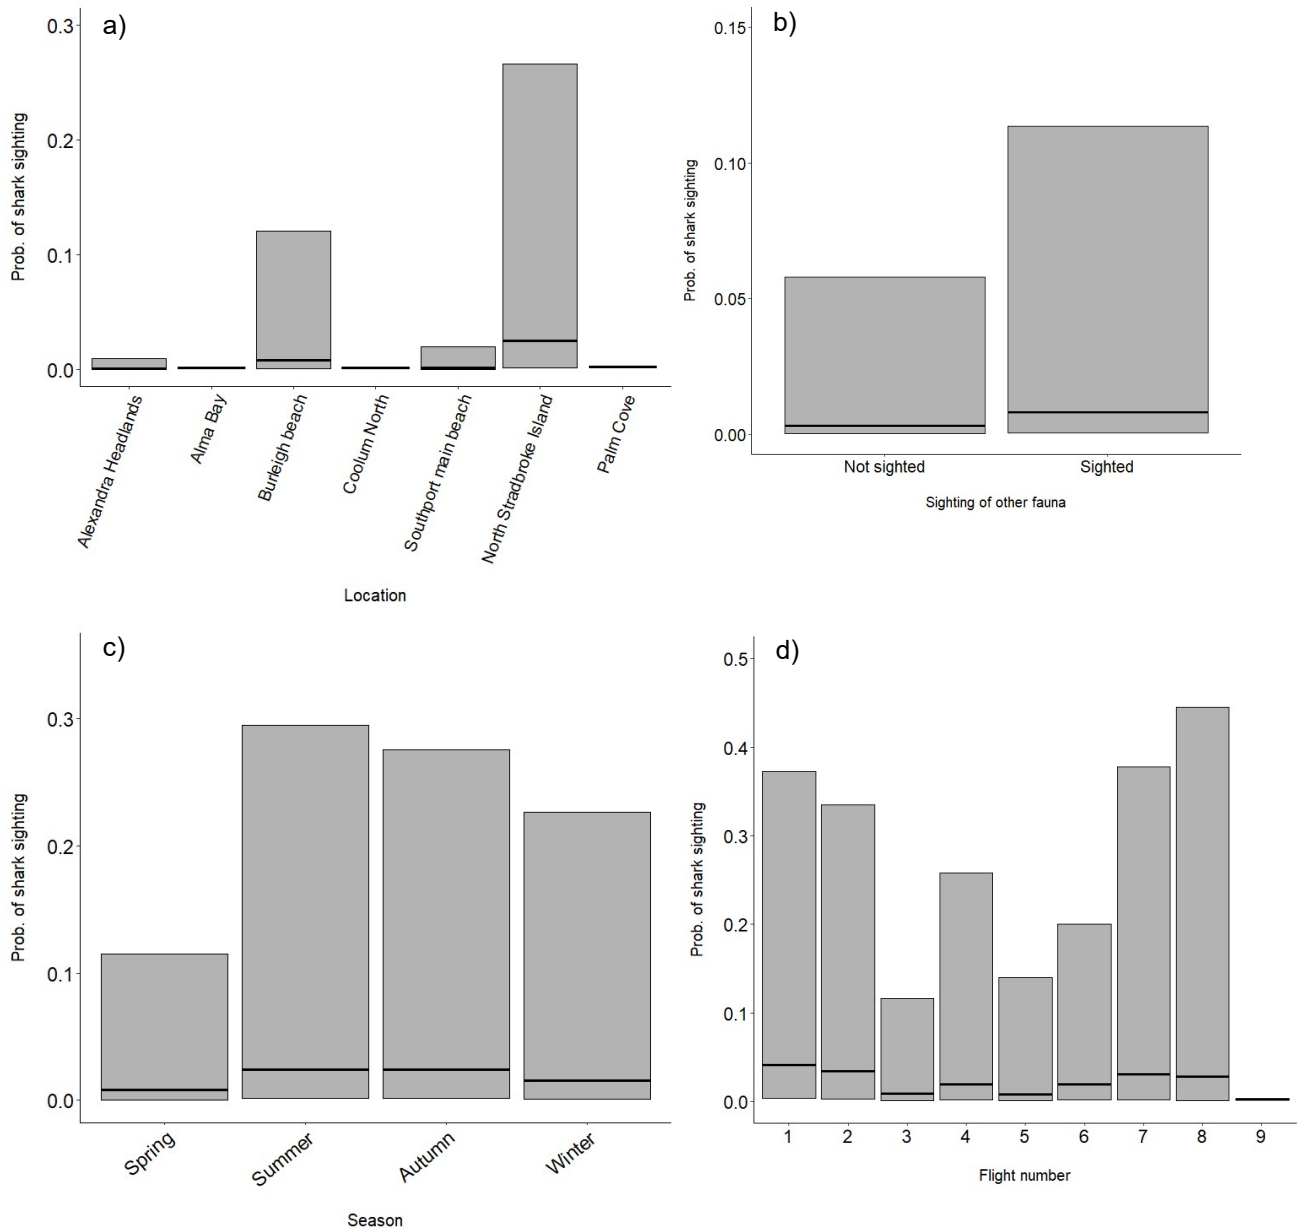 a)
0.3
0.2
0.1
0.0
Prob. of shark sighting
Alexandra Headlands
Alma Bay
Burleigh beach
Coolum North
Southport main beach
North Stradbroke Island
Palm Cove
Location
b)
0.15
0.10
0.05
0.00
Prob. of shark sighting
Not sighted
Sighted
Sighting of other fauna
c)
0.3
0.2
0.1
0.0
Prob. of shark sighting
Spring
Summer
Autumn
Winter
Season
d)
0.5
0.4
0.3
0.2
0.1
0.0
Prob. of shark sighting
1 2 3 4 5 6 7 8 9
Flight number